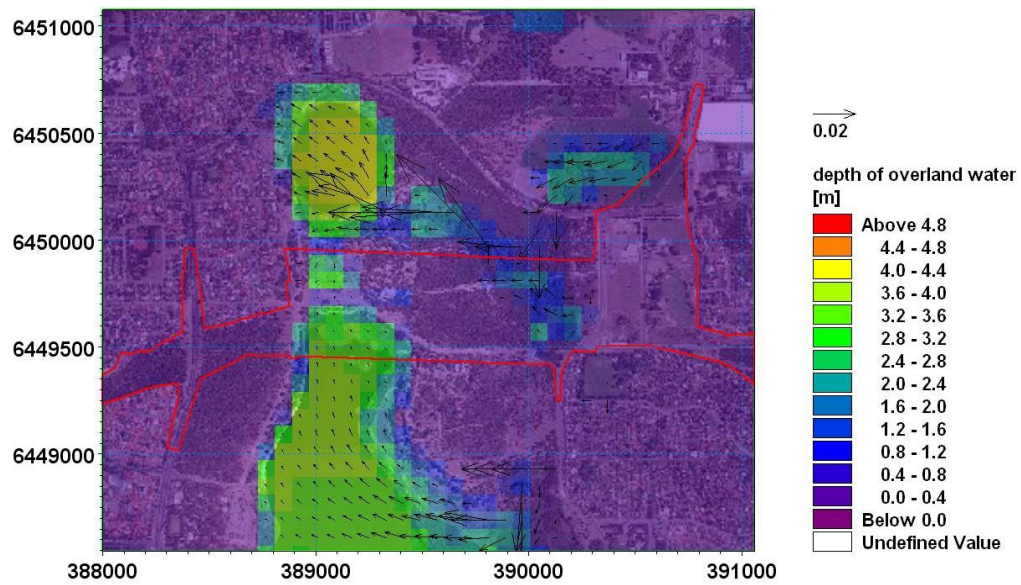 6451000
6450500
6450000
6449500
6449000
388000
389000
390000
391000
0.02
depth of overland water
[m]
Above 4.8
4.4 - 4.8
4.0 - 4.4
3.6 - 4.0
3.2 - 3.6
2.8 - 3.2
2.4 - 2.8
2.0 - 2.4
1.6 - 2.0
1.2 - 1.6
0.8 - 1.2
0.4 - 0.8
0.0 - 0.4
Below 0.0
Undefined Value